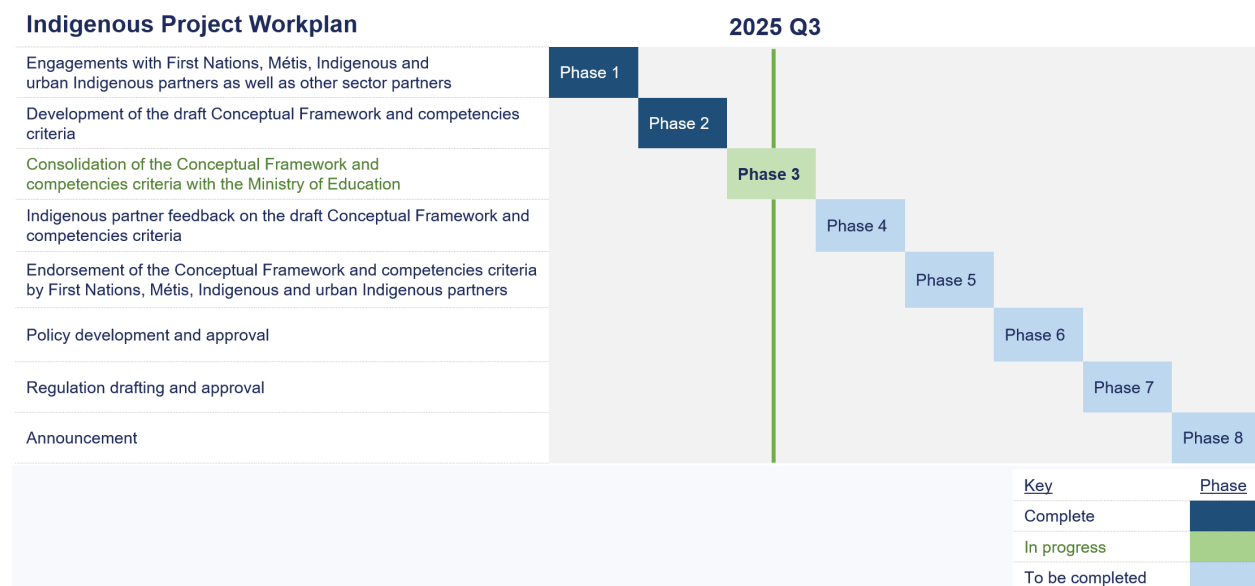 Indigenous Project Workplan
2025 Q3
Engagements with First Nations, Métis, Indigenous and
urban Indigenous partners as well as other sector partners
Phase 1
Development of the draft Conceptual Framework and competencies
criteria
Phase 2
Consolidation of the Conceptual Framework and
competencies criteria with the Ministry of Education
Phase 3
Indigenous partner feedback on the draft Conceptual Framework and
competencies criteria
Phase 4
Endorsement of the Conceptual Framework and competencies criteria
by First Nations, Métis, Indigenous and urban Indigenous partners
Phase 5
Policy development and approval
Phase 6
Regulation drafting and approval
Phase 7
Announcement
Phase 8
Key Phase
Complete
In progress
To be completed